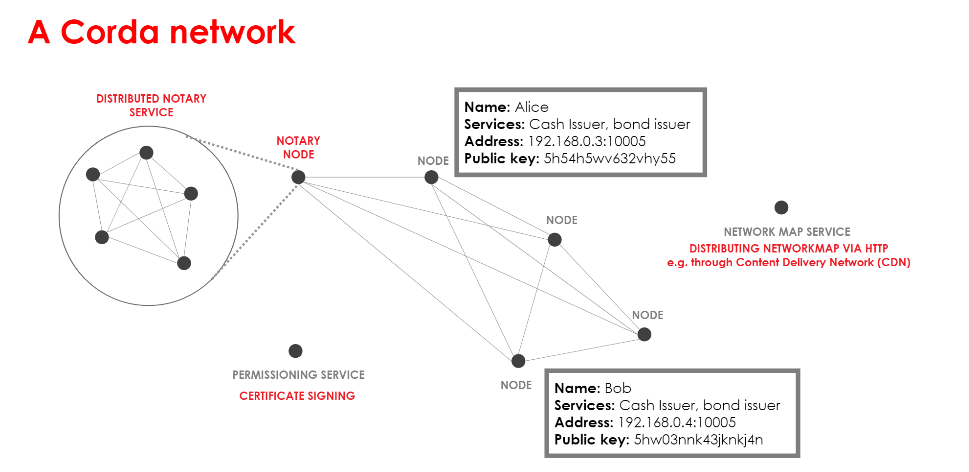 A Corda network
DISTRIBUTED NOTARY
SERVICE
NOTARY
NODE
NODE
Name: Alice
Services: Cash Issuer, bond issuer
Address: 192.168.0.3:10005
Public key: 5h54h5wv632vhy55
NODE
NETWORK MAP SERVICE
DISTRIBUTING NETWORKMAP VIA HTTP
e.g. through Content Delivery Network (CDN)
NODE
PERMISSIONING SERVICE
CERTIFICATE SIGNING
NODE
Name: Bob
Services: Cash Issuer, bond issuer
Address: 192.168.0.4:10005
Public key: 5hw03nnk43jknkj4n